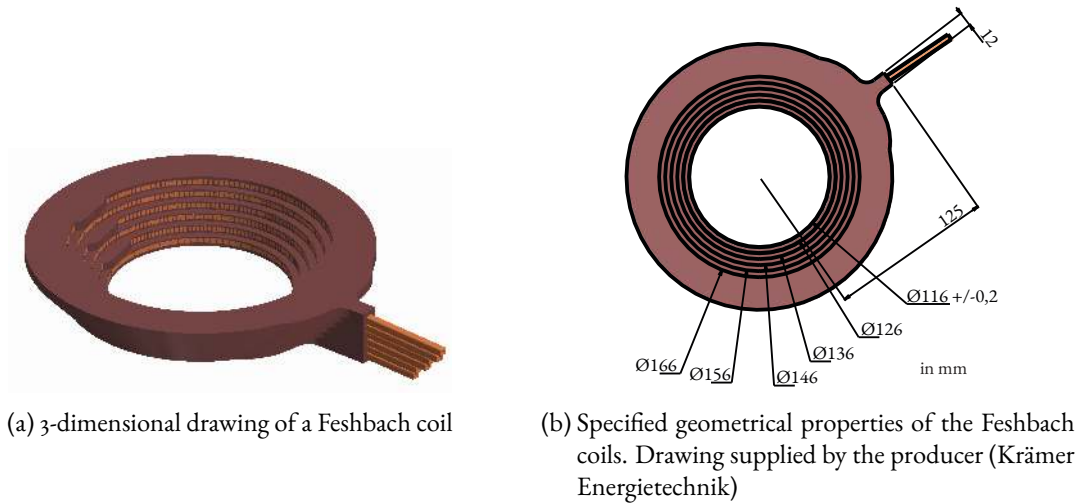 12
125
Ø116 +/-0,2
Ø126
Ø136
Ø166
Ø156
Ø146
in mm
(a) 3-dimensional drawing of a Feshbach coil
(b) Specified geometrical properties of the Feshbach
coils. Drawing supplied by the producer (Krämer
Energietechnik)